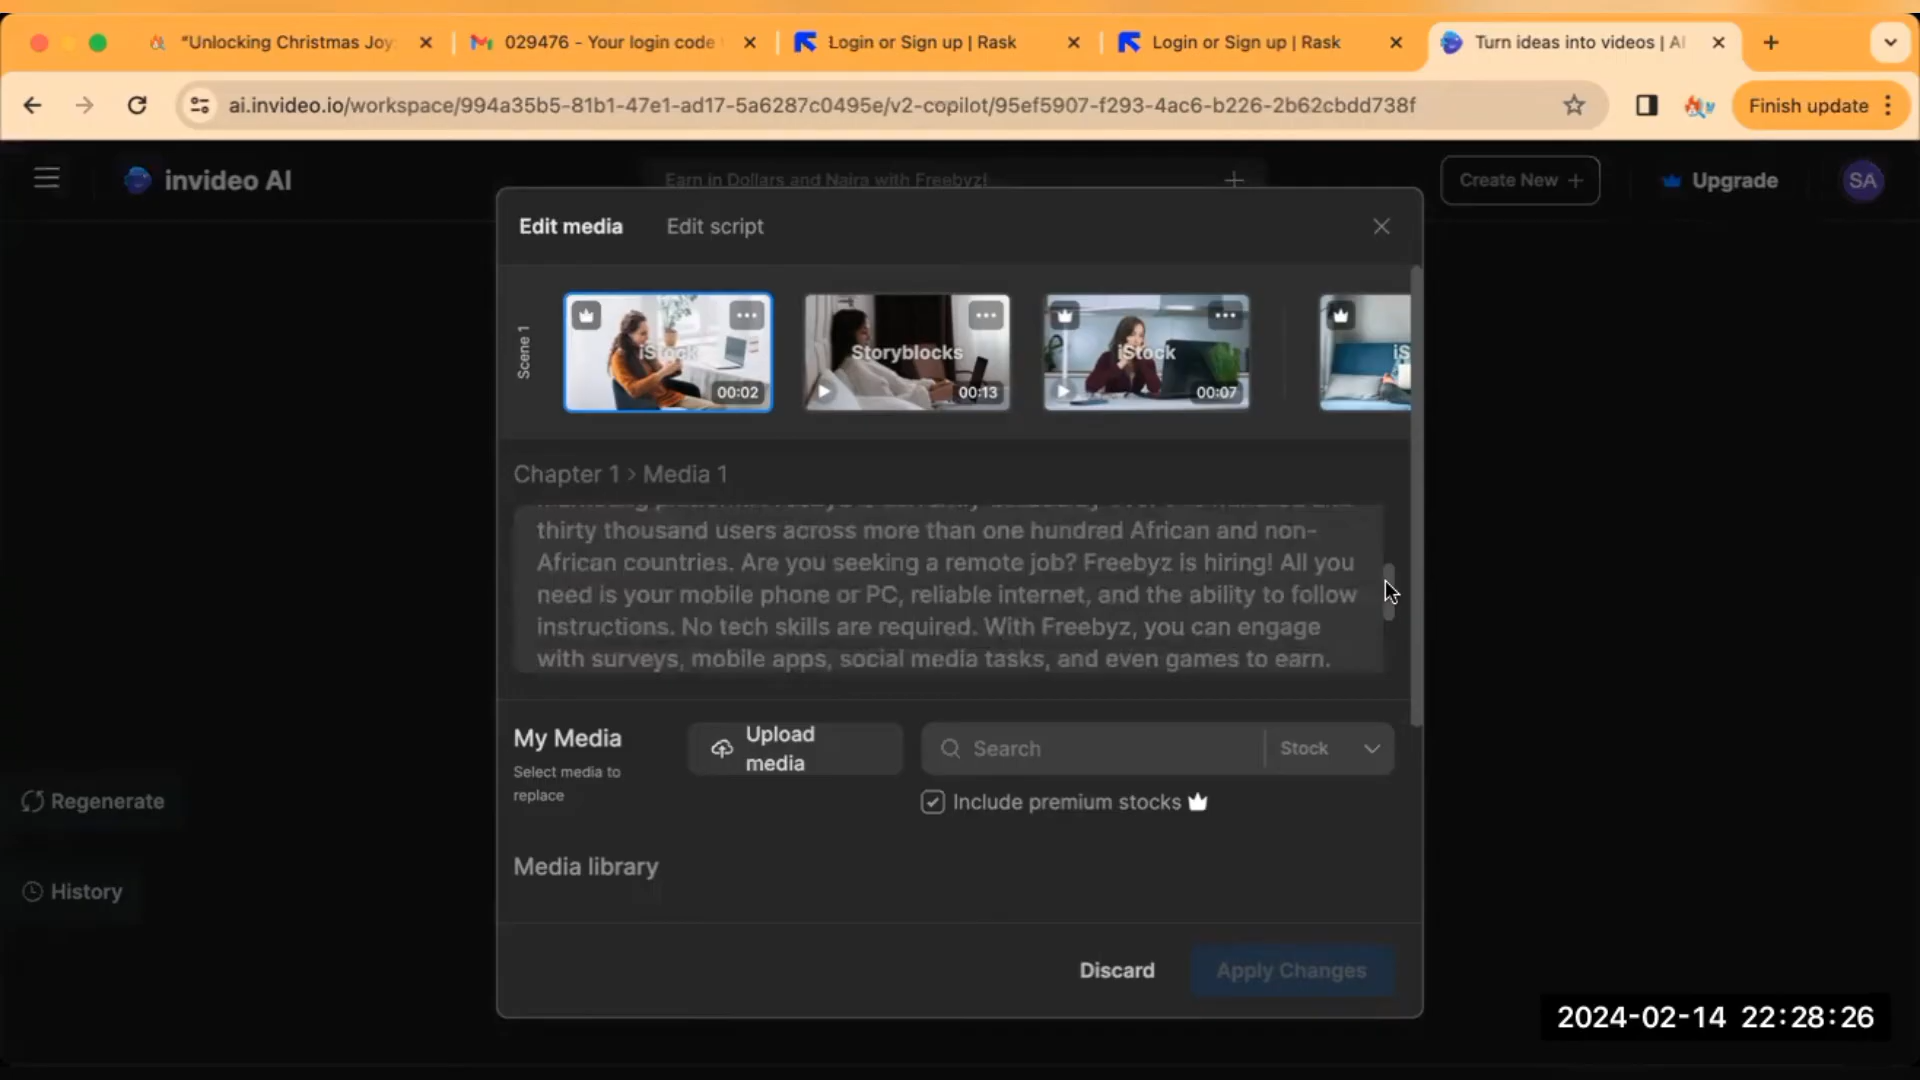 "Unlocking Christmas Joy
029476 - Your login code
Login or Sign up | Rask
Login or Sign up | Rask
Turn ideas into videos | AI
ai.invideo.io/workspace/994a35b5-81b1-47e1-ad17-5a6287c0495e/v2-copilot/95ef5907-f293-4ac6-b226-2b62cbdd738f
Finish update
invideo AI
Earn in Dollars and Naira with Freebyz!
Create New +
Upgrade
SA
Edit media
Edit script
Scene 1
iStock
00:02
Storyblocks
00:13
iStock
00:07
iS
Chapter 1 > Media 1
thirty thousand users across more than one hundred African and non-
African countries. Are you seeking a remote job? Freebyz is hiring! All you
need is your mobile phone or PC, reliable internet, and the ability to follow
instructions. No tech skills are required. With Freebyz, you can engage
with surveys, mobile apps, social media tasks, and even games to earn.
My Media
Select media to
replace
Upload
media
Search
Stock
Include premium stocks
Media library
Regenerate
History
Discard
Apply Changes
2024-02-14 22:28:26